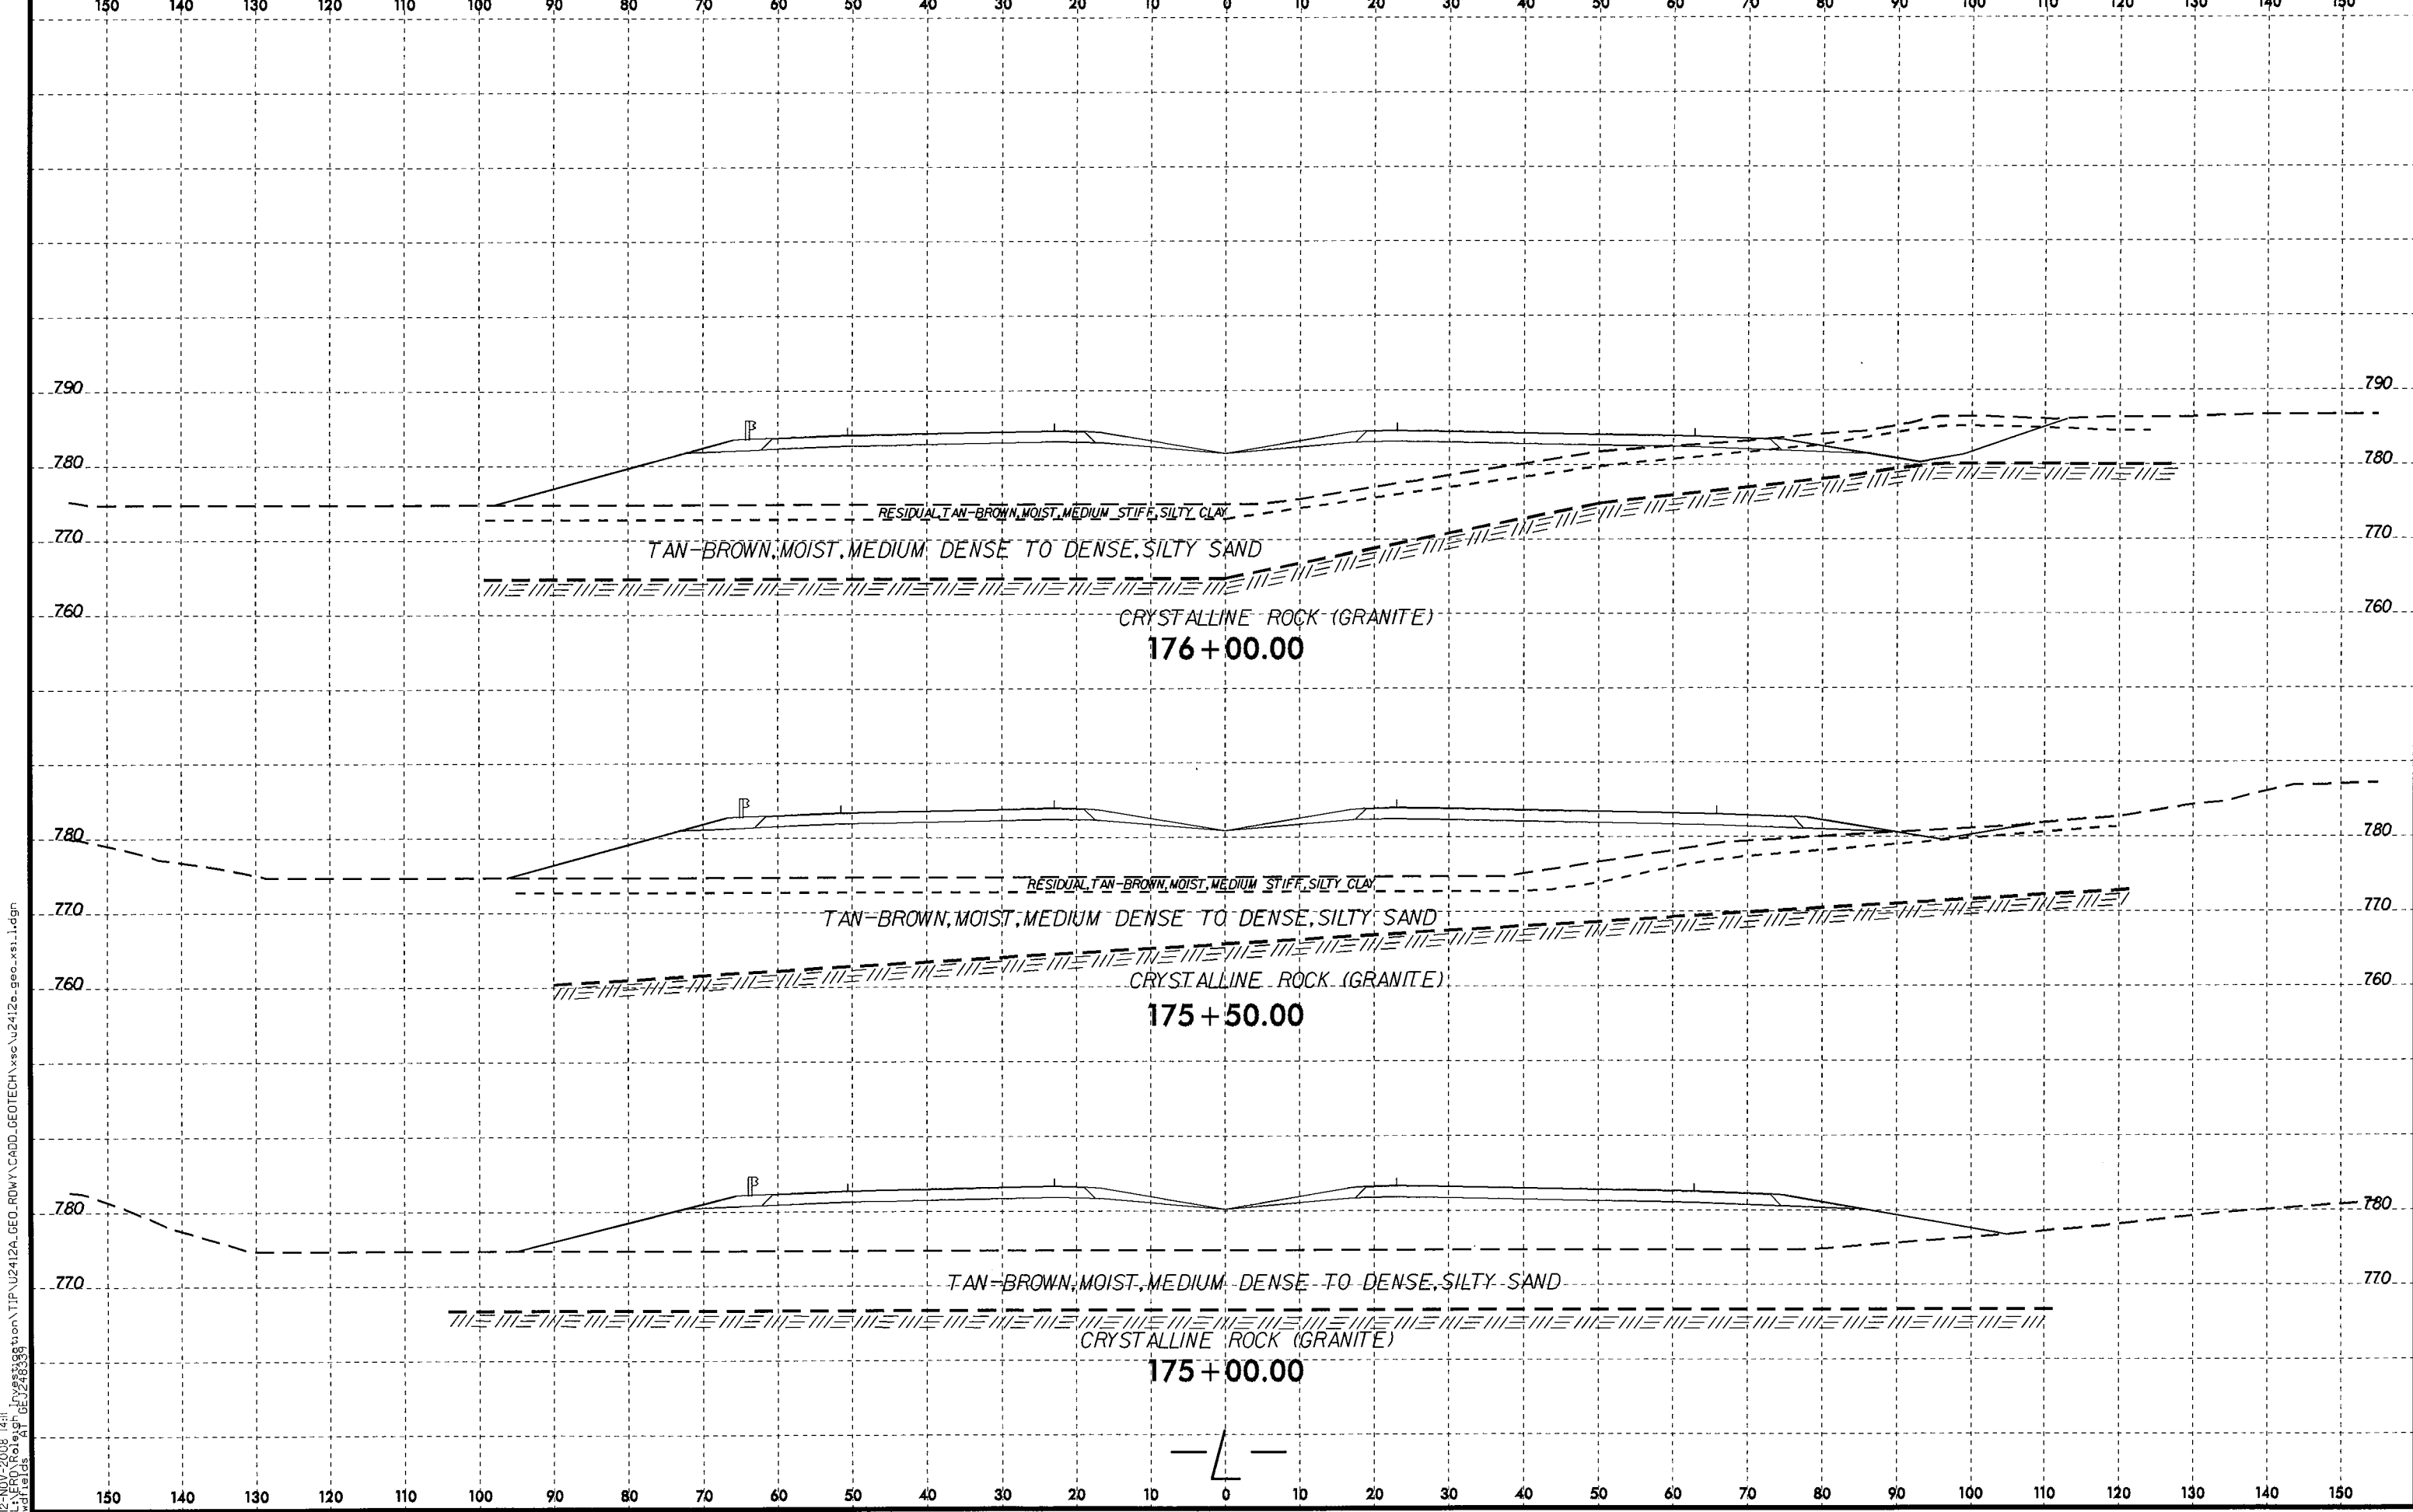 150 140 130 120 110 100 90 80 70 60 50 40 30 20 10 0 10 20 30 40 50 60 70 80 90 100 110 120 130 140 150
790 790
780 780
RESIDUAL,TAN-BROWN,MOIST,MEDIUM STIFF,SILTY CLAY
770 770
TAN-BROWN,MOIST,MEDIUM DENSE TO DENSE,SILTY SAND
760 760
CRYSTALLINE ROCK (GRANITE)
176+00.00
780 780
RESIDUAL,TAN-BROWN,MOIST,MEDIUM STIFF,SILTY CLAY
770 770
TAN-BROWN,MOIST,MEDIUM DENSE TO DENSE,SILTY SAND
760 760
CRYSTALLINE ROCK (GRANITE)
175+50.00
780 780
770 770
TAN-BROWN,MOIST,MEDIUM DENSE TO DENSE,SILTY SAND
CRYSTALLINE ROCK (GRANITE)
175+00.00
-L-
150 140 130 120 110 100 90 80 70 60 50 40 30 20 10 0 10 20 30 40 50 60 70 80 90 100 110 120 130 140 150